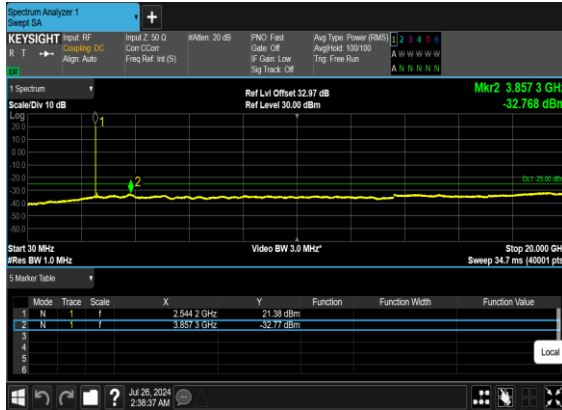 Spectrum Analyzer 1
Swept SA
+
KEYSIGHT Input: RF Input Z: 50 Ω #Atten: 20 dB PNO: Fast Avg Type: Power (RMS) 1 2 3 4 5 6
R T Coupling: DC Corr CCorr Gate: Off Avg|Hold: 100/100 A W W W W W
Align: Auto Freq Ref: Int (S) IF Gain: Low Trig: Free Run
Sig Track: Off A N N N N N
1 Spectrum Ref Lvl Offset 32.97 dB Mkr2 3.857 3 GHz
Scale/Div 10 dB Ref Level 30.00 dBm -32.768 dBm
Log
1
20.0
10.0
0.00
-10.0
-20.0 DL1 -25.00 dBm
2
-30.0
-40.0
-50.0
-60.0
Start 30 MHz Video BW 3.0 MHz* Stop 20.000 GHz
#Res BW 1.0 MHz Sweep 34.7 ms (40001 pts)
5 Marker Table
Mode Trace Scale X Y Function Function Width Function Value
1 N 1 f 2.544 2 GHz 21.38 dBm
2 N 1 f 3.857 3 GHz -32.77 dBm
3
4
5
6
Local
? Jul 26, 2024
2:38:37 AM